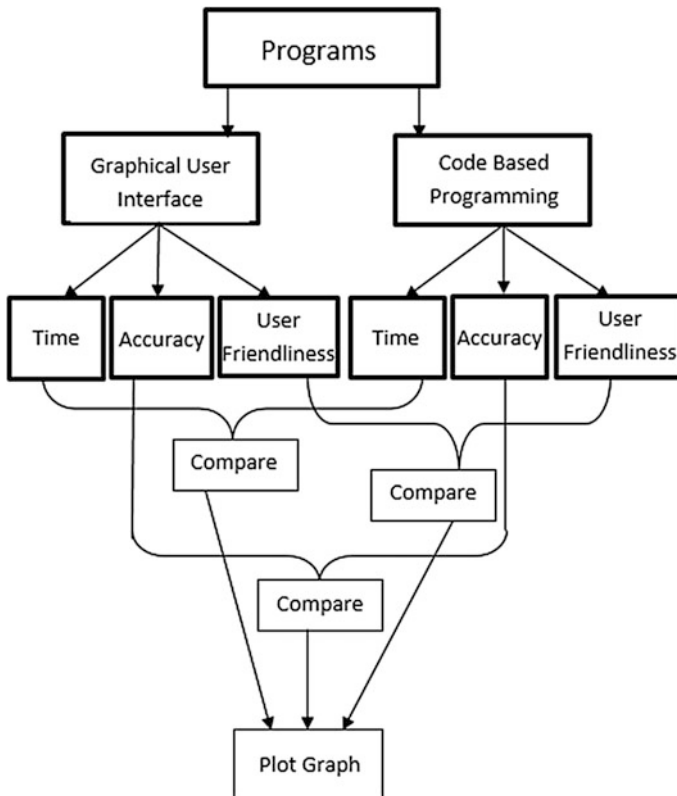 Programs
Graphical User
Interface
Code Based
Programming
Time
Accuracy
User
Friendliness
Time
Accuracy
User
Friendliness
Compare
Compare
Compare
Plot Graph